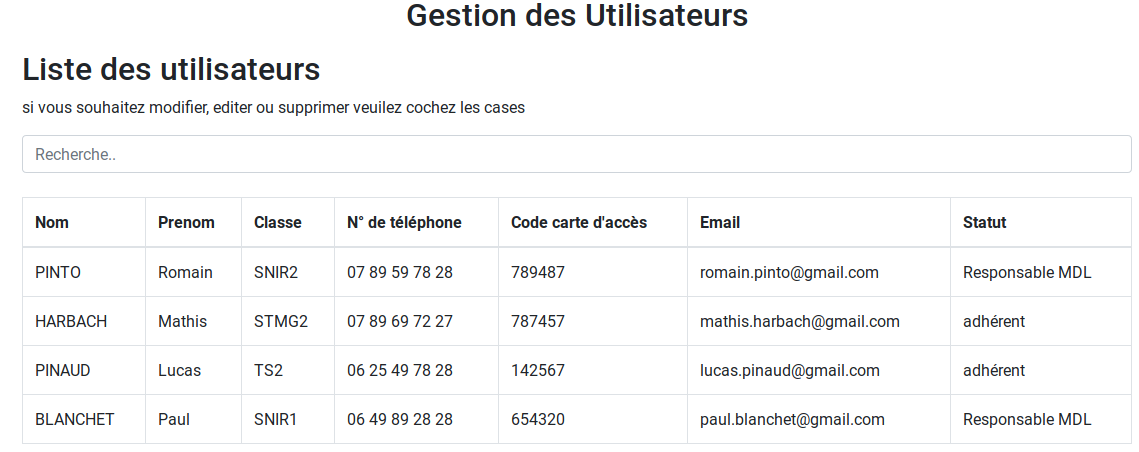 Gestion des Utilisateurs
Liste des utilisateurs
si vous souhaitez modifier, editer ou supprimer veuilez cochez les cases
Recherche..
Nom Prenom Classe N° de téléphone Code carte d'accès Email Statut
PINTO Romain SNIR2 07 89 59 78 28 789487 romain.pinto@gmail.com Responsable MDL
HARBACH Mathis STMG2 07 89 69 72 27 787457 mathis.harbach@gmail.com adhérent
PINAUD Lucas TS2 06 25 49 78 28 142567 lucas.pinaud@gmail.com adhérent
BLANCHET Paul SNIR1 06 49 89 28 28 654320 paul.blanchet@gmail.com Responsable MDL